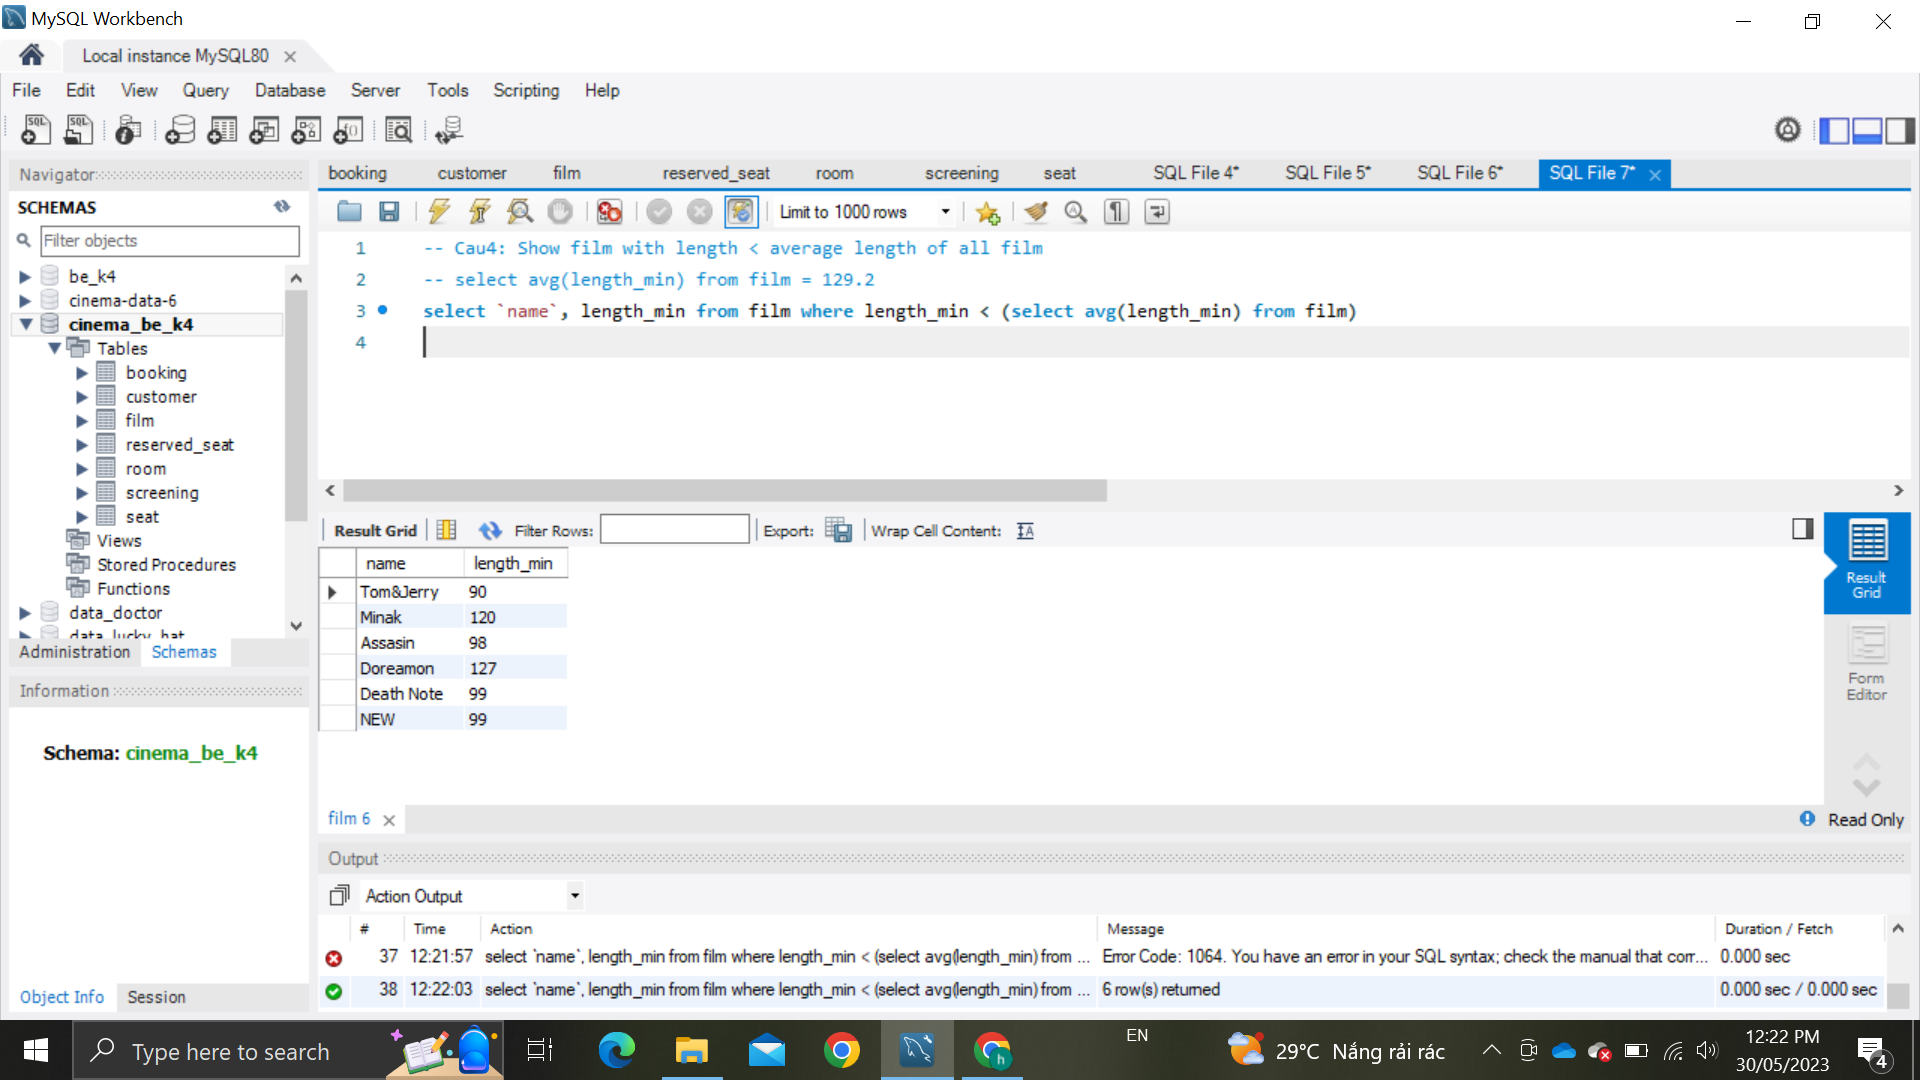 MySQL Workbench
Local instance MySQL80
File Edit View Query Database Server Tools Scripting Help
Navigator
SCHEMAS
Filter objects
be_k4
cinema-data-6
cinema_be_k4
Tables
booking
customer
film
reserved_seat
room
screening
seat
Views
Stored Procedures
Functions
data_doctor
data_lucky_hat
Administration Schemas
Information
Schema: cinema_be_k4
Object Info Session
booking customer film reserved_seat room screening seat SQL File 4* SQL File 5* SQL File 6* SQL File 7*
Limit to 1000 rows
1 -- Cau4: Show film with length < average length of all film
2 -- select avg(length_min) from film = 129.2
3 select `name`, length_min from film where length_min < (select avg(length_min) from film)
4
Result Grid Filter Rows: Export: Wrap Cell Content:
name length_min
Tom&Jerry 90
Minak 120
Assasin 98
Doreamon 127
Death Note 99
NEW 99
Result
Grid
Form
Editor
film 6
Read Only
Output
Action Output
# Time Action Message Duration / Fetch
37 12:21:57 select `name`, length_min from film where length_min < (select avg(length_min) from ... Error Code: 1064. You have an error in your SQL syntax; check the manual that corr... 0.000 sec
38 12:22:03 select `name`, length_min from film where length_min < (select avg(length_min) from ... 6 row(s) returned 0.000 sec / 0.000 sec
Type here to search
EN
29°C Nắng rải rác
12:22 PM
30/05/2023
4